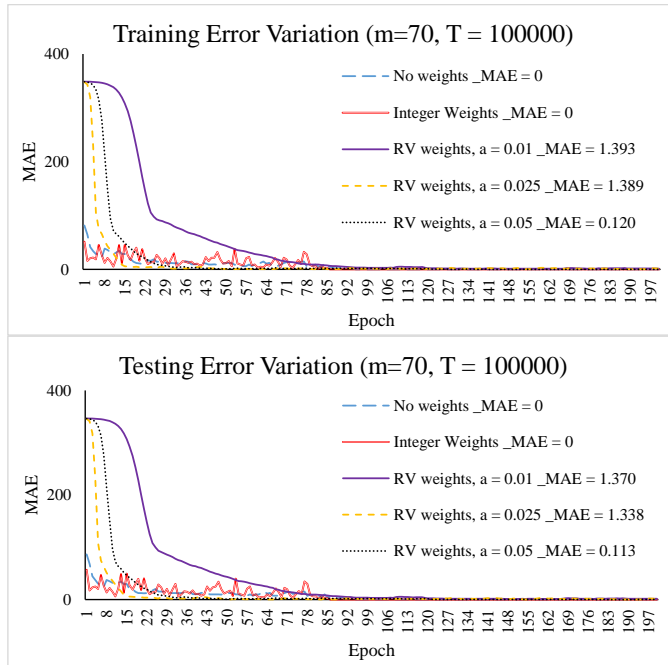 Training Error Variation (m=70, T = 100000)
400
200
0
MAE
No weights _MAE = 0
Integer Weights _MAE = 0
RV weights, a = 0.01 _MAE = 1.393
RV weights, a = 0.025 _MAE = 1.389
RV weights, a = 0.05 _MAE = 0.120
1 8 15 22 29 36 43 50 57 64 71 78 85 92 99 106 113 120 127 134 141 148 155 162 169 176 183 190 197
Epoch
Testing Error Variation (m=70, T = 100000)
400
200
0
MAE
No weights _MAE = 0
Integer Weights _MAE = 0
RV weights, a = 0.01 _MAE = 1.370
RV weights, a = 0.025 _MAE = 1.338
RV weights, a = 0.05 _MAE = 0.113
1 8 15 22 29 36 43 50 57 64 71 78 85 92 99 106 113 120 127 134 141 148 155 162 169 176 183 190 197
Epoch